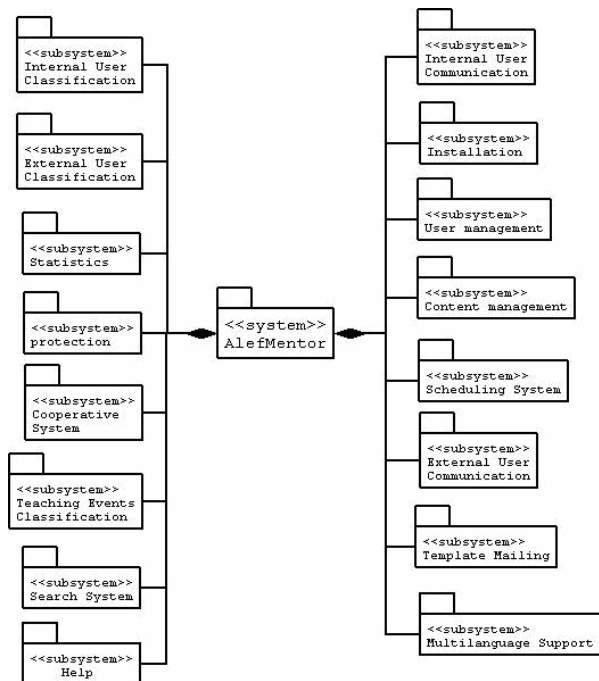 <<subsystem>>
Internal User
Classification
<<subsystem>>
External User
Classification
<<subsystem>>
Statistics
<<subsystem>>
protection
<<subsystem>>
Cooperative
System
<<subsystem>>
Teaching Events
Classification
<<subsystem>>
Search System
<<subsystem>>
Help
<<system>>
AlefMentor
<<subsystem>>
Internal User
Communication
<<subsystem>>
Installation
<<subsystem>>
User management
<<subsystem>>
Content management
<<subsystem>>
Scheduling System
<<subsystem>>
External User
Communication
<<subsystem>>
Template Mailing
<<subsystem>>
Multilanguage Support